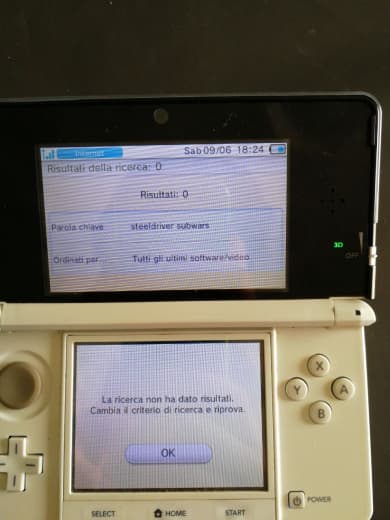 Internet
Sab 09/06 18:24
Risultati della ricerca: 0
Risultati: 0
Parola chiave steeldriver subwars
Ordinati per... Tutti gli ultimi software/video
3D
OFF
La ricerca non ha dato risultati.
Cambia il criterio di ricerca e riprova.
OK
X
Y
A
B
POWER
SELECT
HOME
START